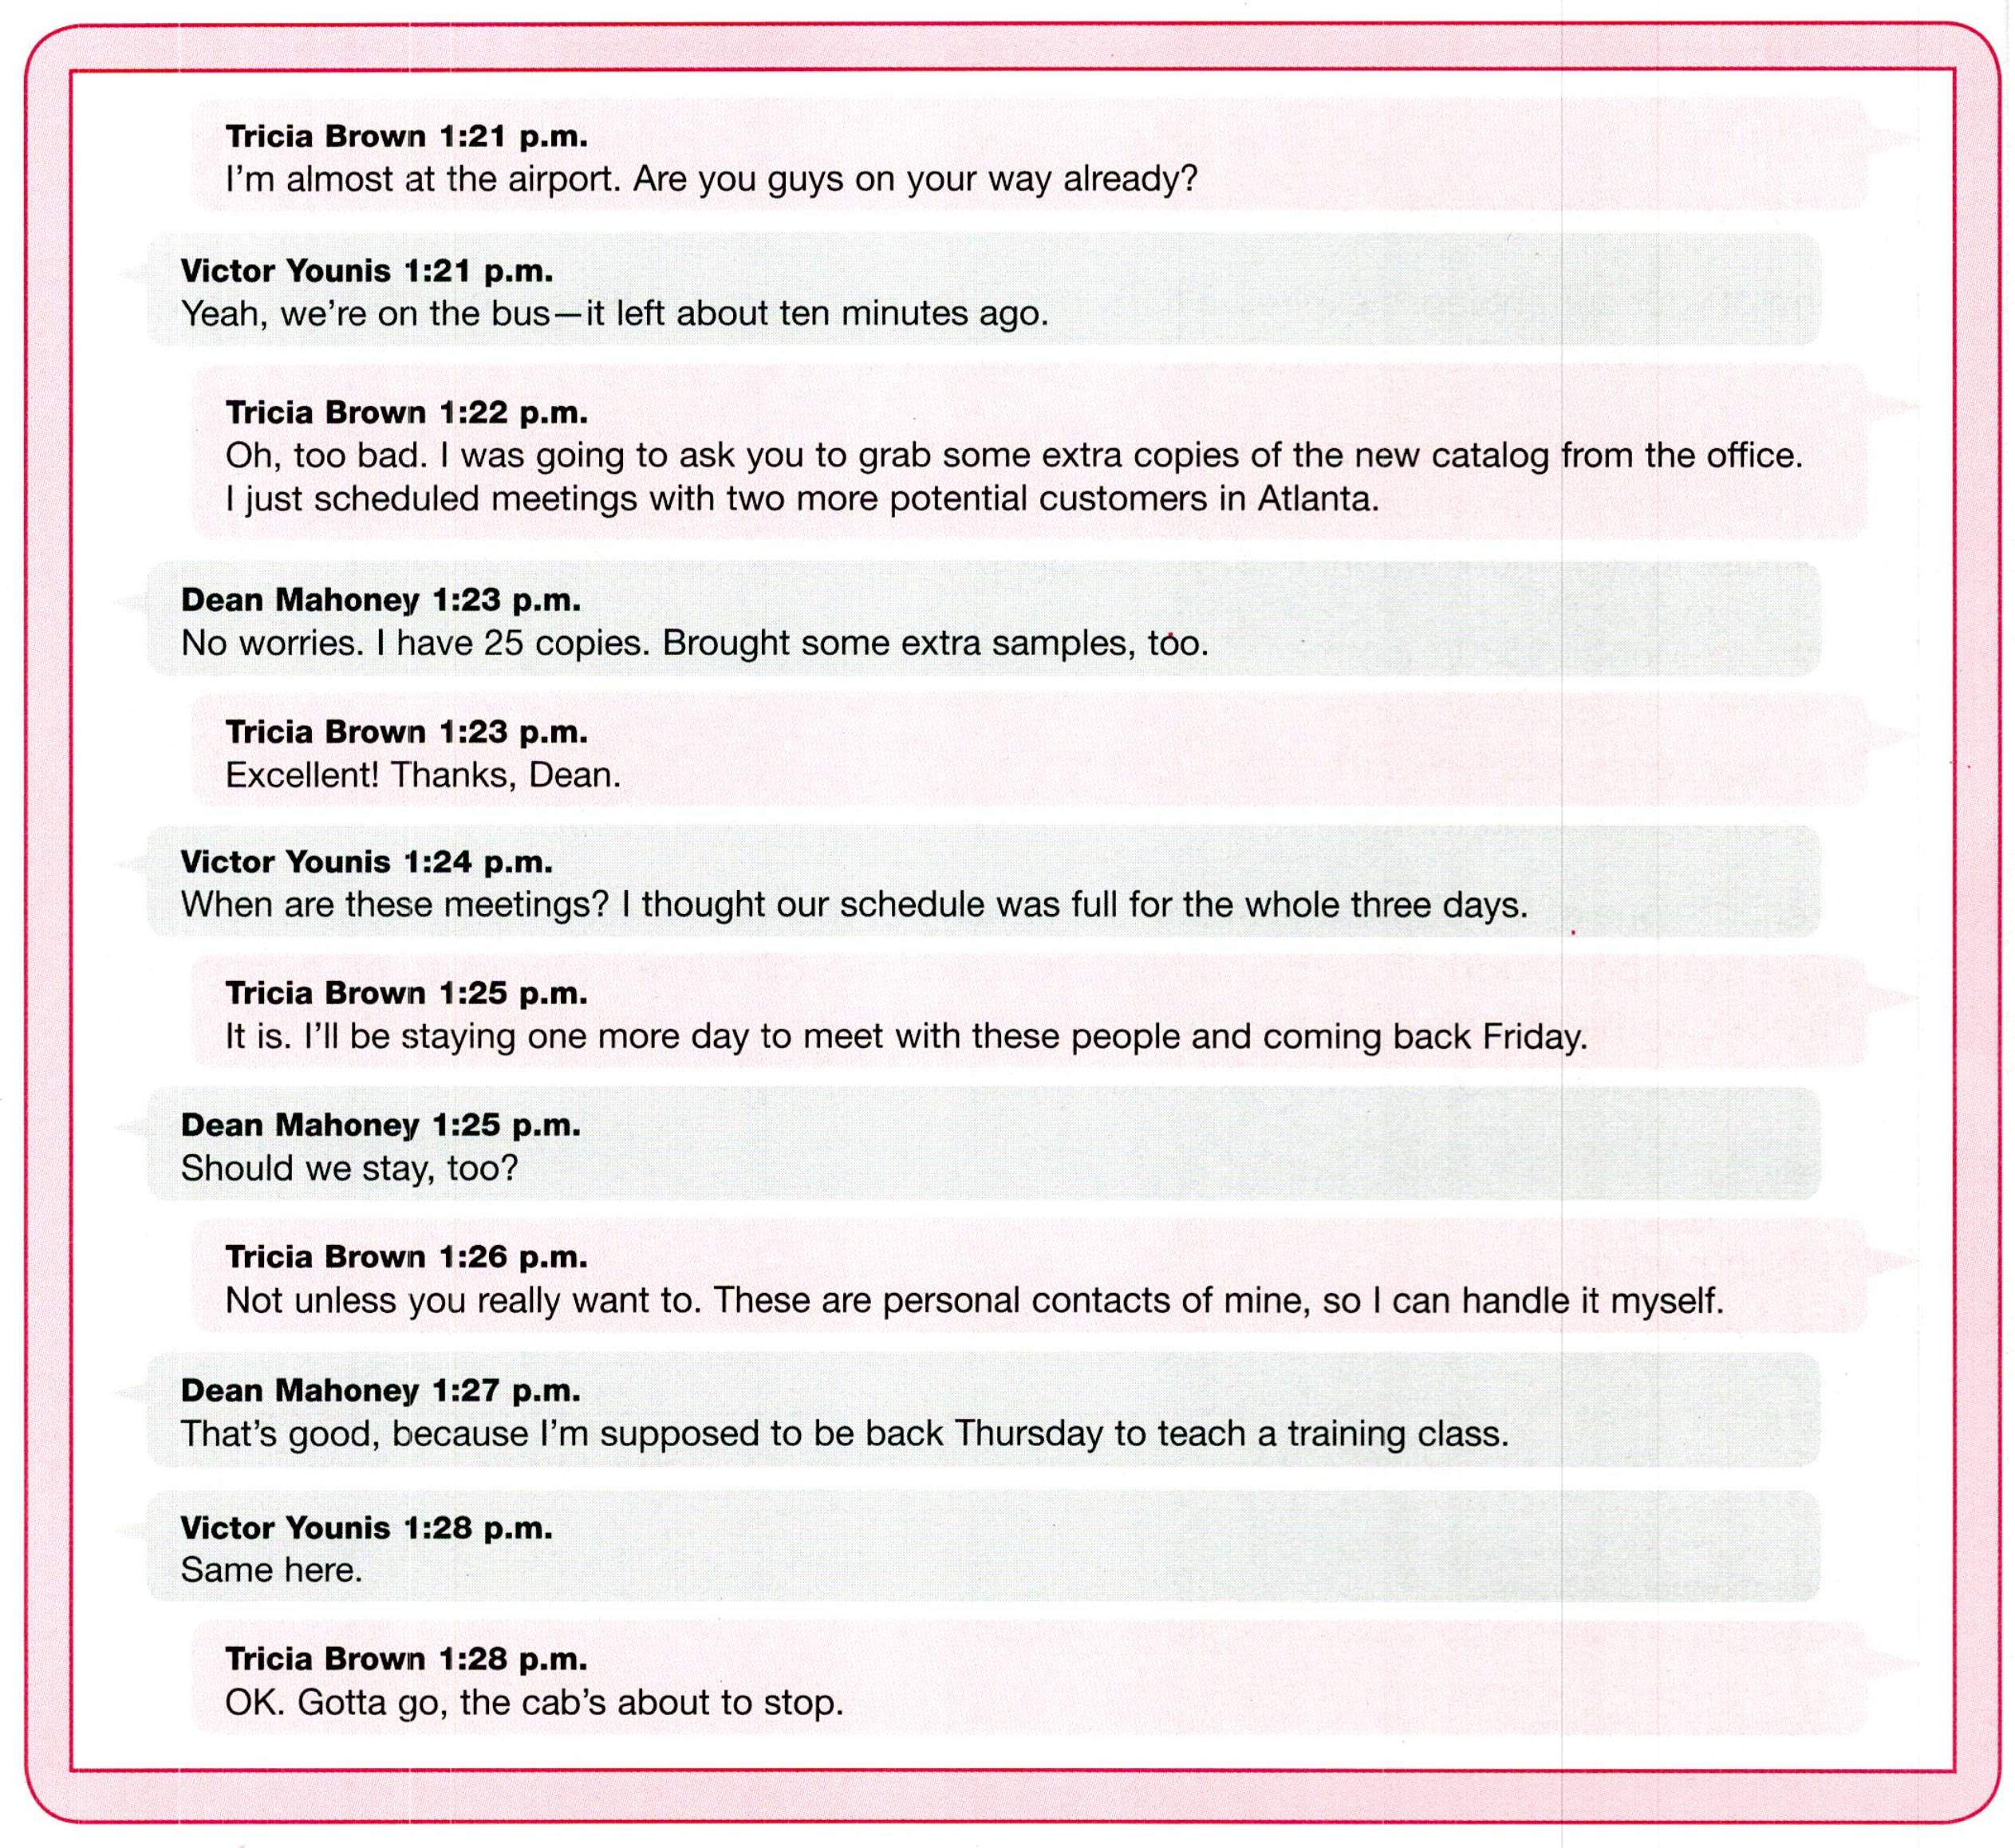 Tricia Brown 1:21 p.m.
I'm almost at the airport. Are you guys on your way already?
Victor Younis 1:21 p.m.
Yeah, we're on the bus—it left about ten minutes ago.
Tricia Brown 1:22 p.m.
Oh, too bad. I was going to ask you to grab some extra copies of the new catalog from the office.
I just scheduled meetings with two more potential customers in Atlanta.
Dean Mahoney 1:23 p.m.
No worries. I have 25 copies. Brought some extra samples, too.
Tricia Brown 1:23 p.m.
Excellent! Thanks, Dean.
Victor Younis 1:24 p.m.
When are these meetings? I thought our schedule was full for the whole three days.
Tricia Brown 1:25 p.m.
It is. I'll be staying one more day to meet with these people and coming back Friday.
Dean Mahoney 1:25 p.m.
Should we stay, too?
Tricia Brown 1:26 p.m.
Not unless you really want to. These are personal contacts of mine, so I can handle it myself.
Dean Mahoney 1:27 p.m.
That's good, because I'm supposed to be back Thursday to teach a training class.
Victor Younis 1:28 p.m.
Same here.
Tricia Brown 1:28 p.m.
OK. Gotta go, the cab's about to stop.